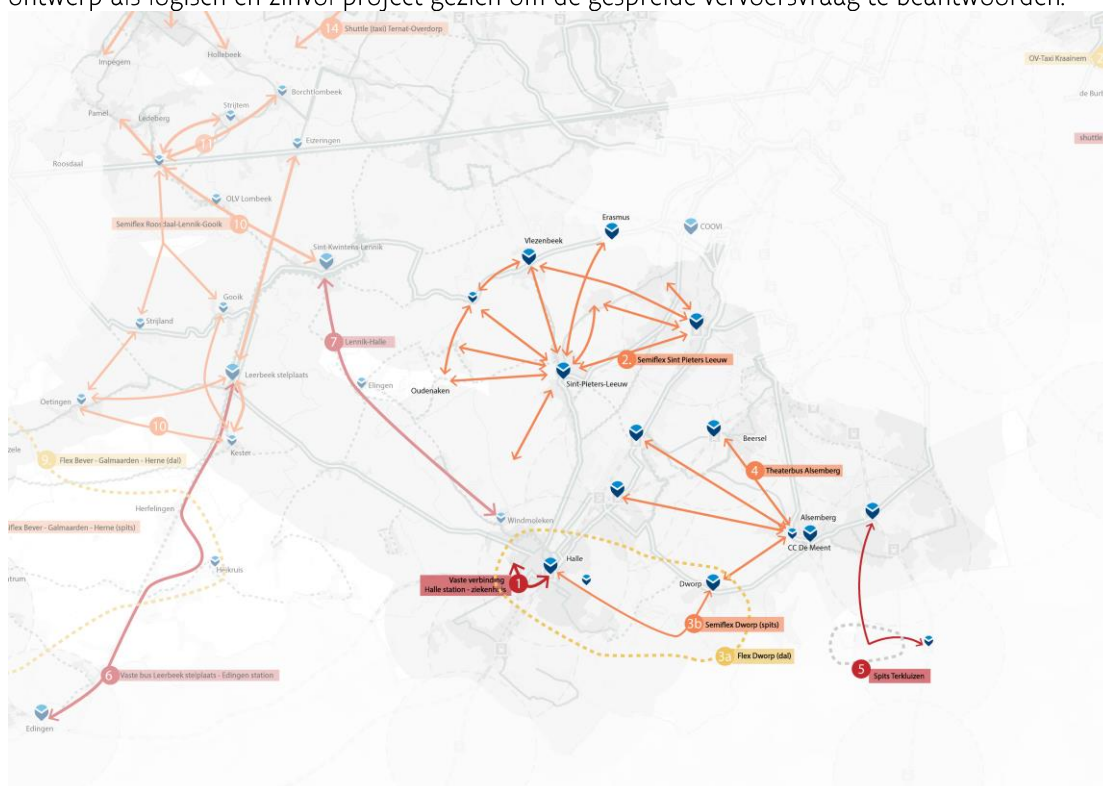 ontwerp als logisch en zinvol project gezien om de gespreide vervoersvraag te beantwoorden.
14 Shuttle (taxi) Ternat-Overdorp
Impegem
Hollebeek
OV-Taxi Kraainem
Borchtlombeek
Strijtem
Pamel
Ledeberg
11
Eizeringen
shuttle
Roosdaal
OLV Lombeek
Semiflex Roosdaal-Lennik-Gooik 10
Erasmus
COOVI
Vlezenbeek
Sint-Kwintens-Lennik
Gooik
Strijland
7 Lennik-Halle
2. Semiflex Sint Pieters Leeuw
Leerbeek stelplaats
Sint-Pieters-Leeuw
Elingen
Oudenaken
Oetingen
10
Kester
Beersel
9 Flex Bever - Galmaarden - Herne (dal)
4 Theaterbus Alsemberg
Herfelingen
Windmoleken
Alsemberg
iflex Bever - Galmaarden - Herne (spits)
CC De Meent
Halle
Heikruis
Vaste verbinding
Halle station - ziekenhuis
1
Dworp
3b Semiflex Dworp (spits)
3a Flex Dworp (dal)
5
Spits Terkluizen
6 Vaste bus Leerbeek stelplaats - Edingen station
Edingen